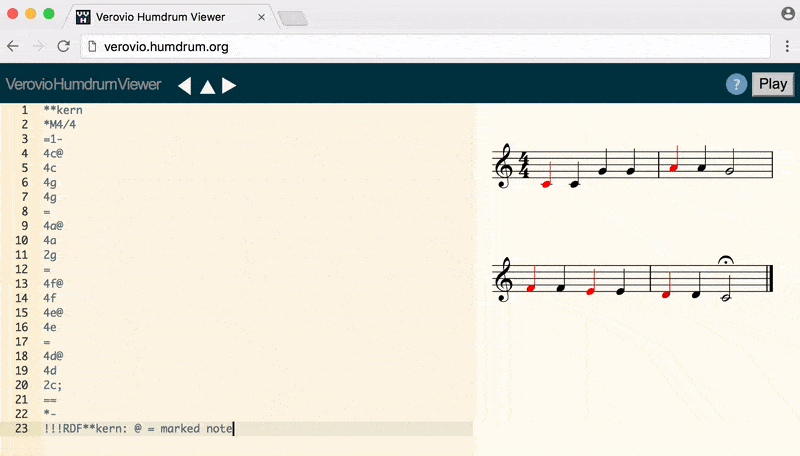 Verovio Humdrum Viewer
verovio.humdrum.org
VerovioHumdrumViewer
? Play
1 **kern
2 *M4/4
3 =1-
4 4c@
5 4c
6 4g
7 4g
8 =
9 4a@
10 4a
11 2g
12 =
13 4f@
14 4f
15 4e@
16 4e
17 =
18 4d@
19 4d
20 2c;
21 ==
22 *-
23 !!!RDF**kern: @ = marked note
4
4